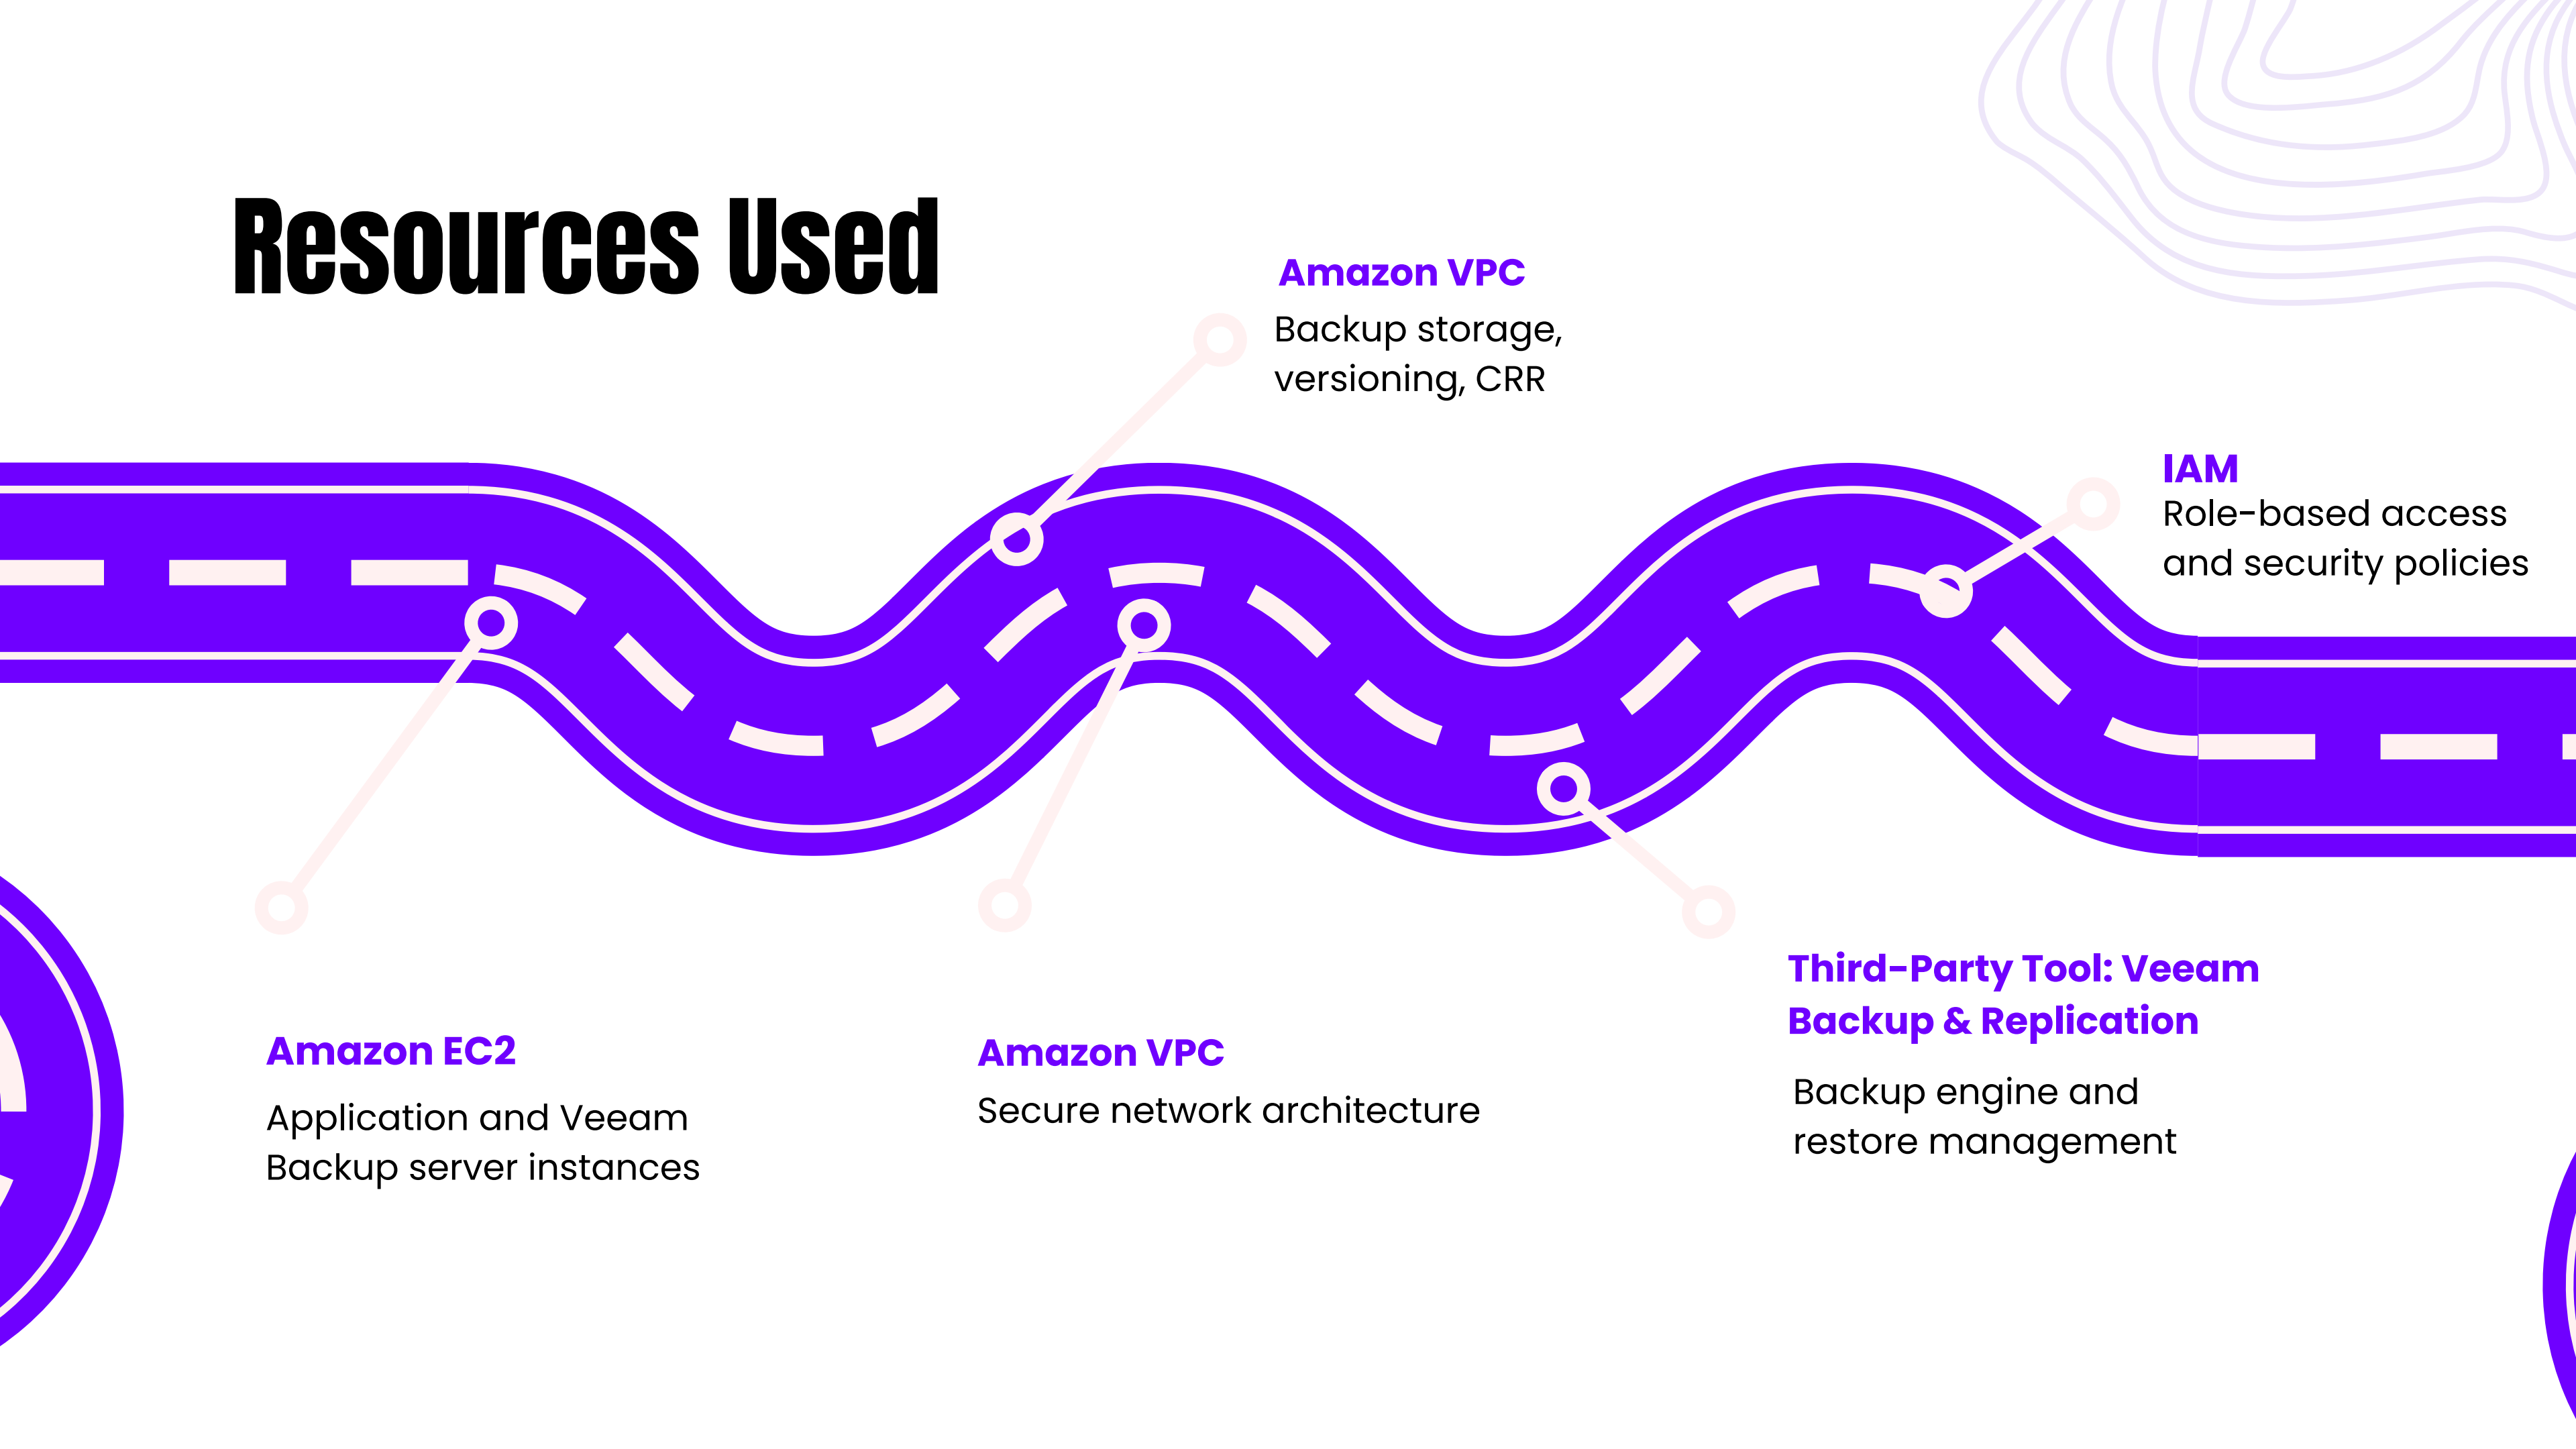 Resources Used
Amazon VPC
Backup storage,
versioning, CRR
IAM
Role-based access
and security policies
Amazon EC2
Application and Veeam
Backup server instances
Amazon VPC
Secure network architecture
Third-Party Tool: Veeam
Backup & Replication
Backup engine and
restore management